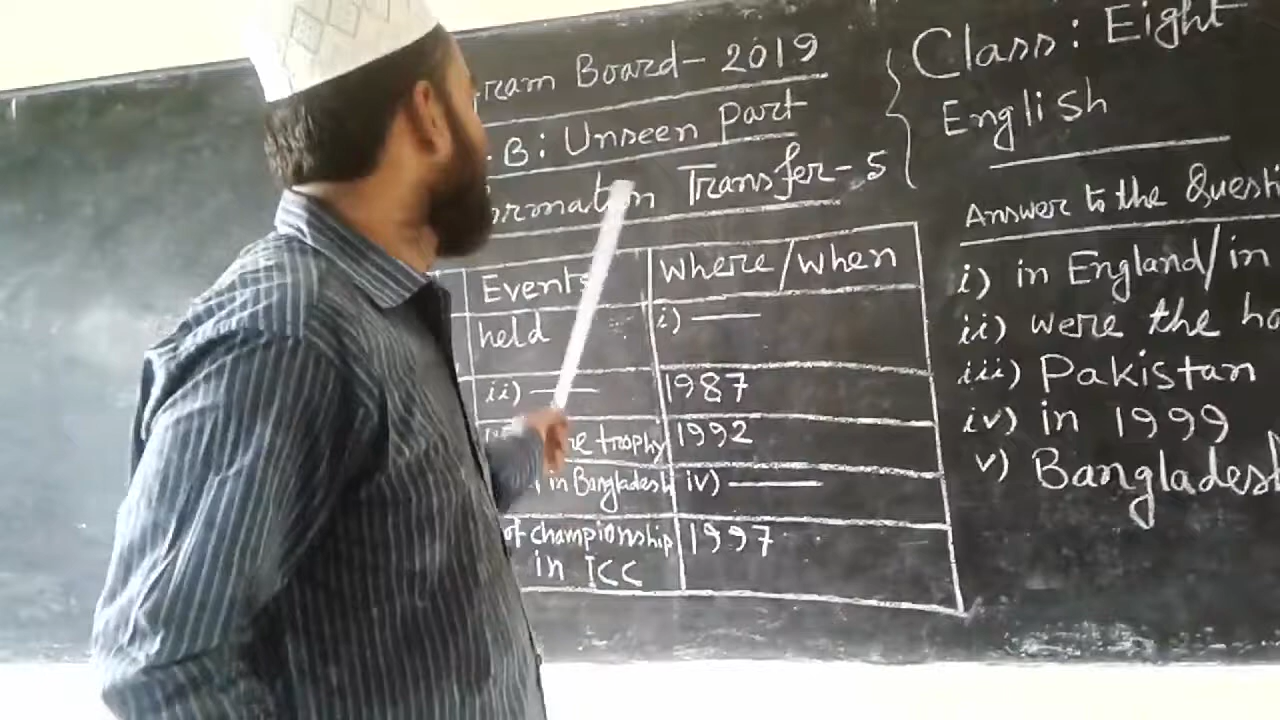 ram Board - 2019
B: Unseen Part
ormation Transfer - 5
Class: Eight
English
Events
where/when
held
i) —
ii) —
1987
trophy
1992
in Bangladesh
iv) —
of championship
in ICC
1997
Answer to the Questi
i) in England/in
ii) were the ho
iii) Pakistan
iv) in 1999
v) Bangladesh